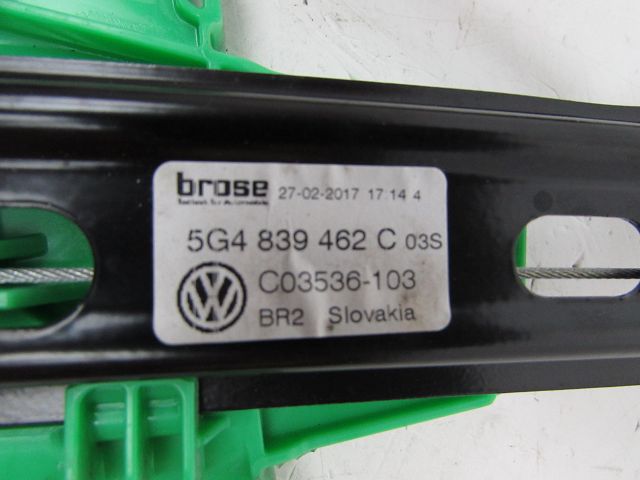 brose 27-02-2017 17 14 4
5G4 839 462 C 03S
C03536-103
BR2 Slovakia